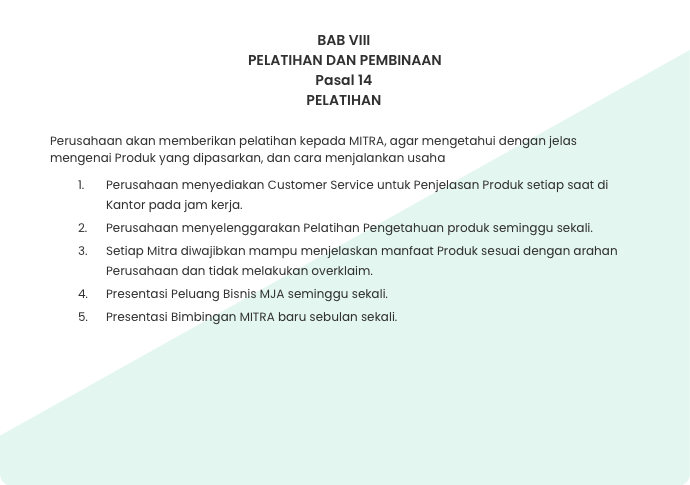 BAB VIII
PELATIHAN DAN PEMBINAAN
Pasal 14
PELATIHAN
Perusahaan akan memberikan pelatihan kepada MITRA, agar mengetahui dengan jelas
mengenai Produk yang dipasarkan, dan cara menjalankan usaha
1. Perusahaan menyediakan Customer Service untuk Penjelasan Produk setiap saat di
Kantor pada jam kerja.
2. Perusahaan menyelenggarakan Pelatihan Pengetahuan produk seminggu sekali.
3. Setiap Mitra diwajibkan mampu menjelaskan manfaat Produk sesuai dengan arahan
Perusahaan dan tidak melakukan overklaim.
4. Presentasi Peluang Bisnis MJA seminggu sekali.
5. Presentasi Bimbingan MITRA baru sebulan sekali.